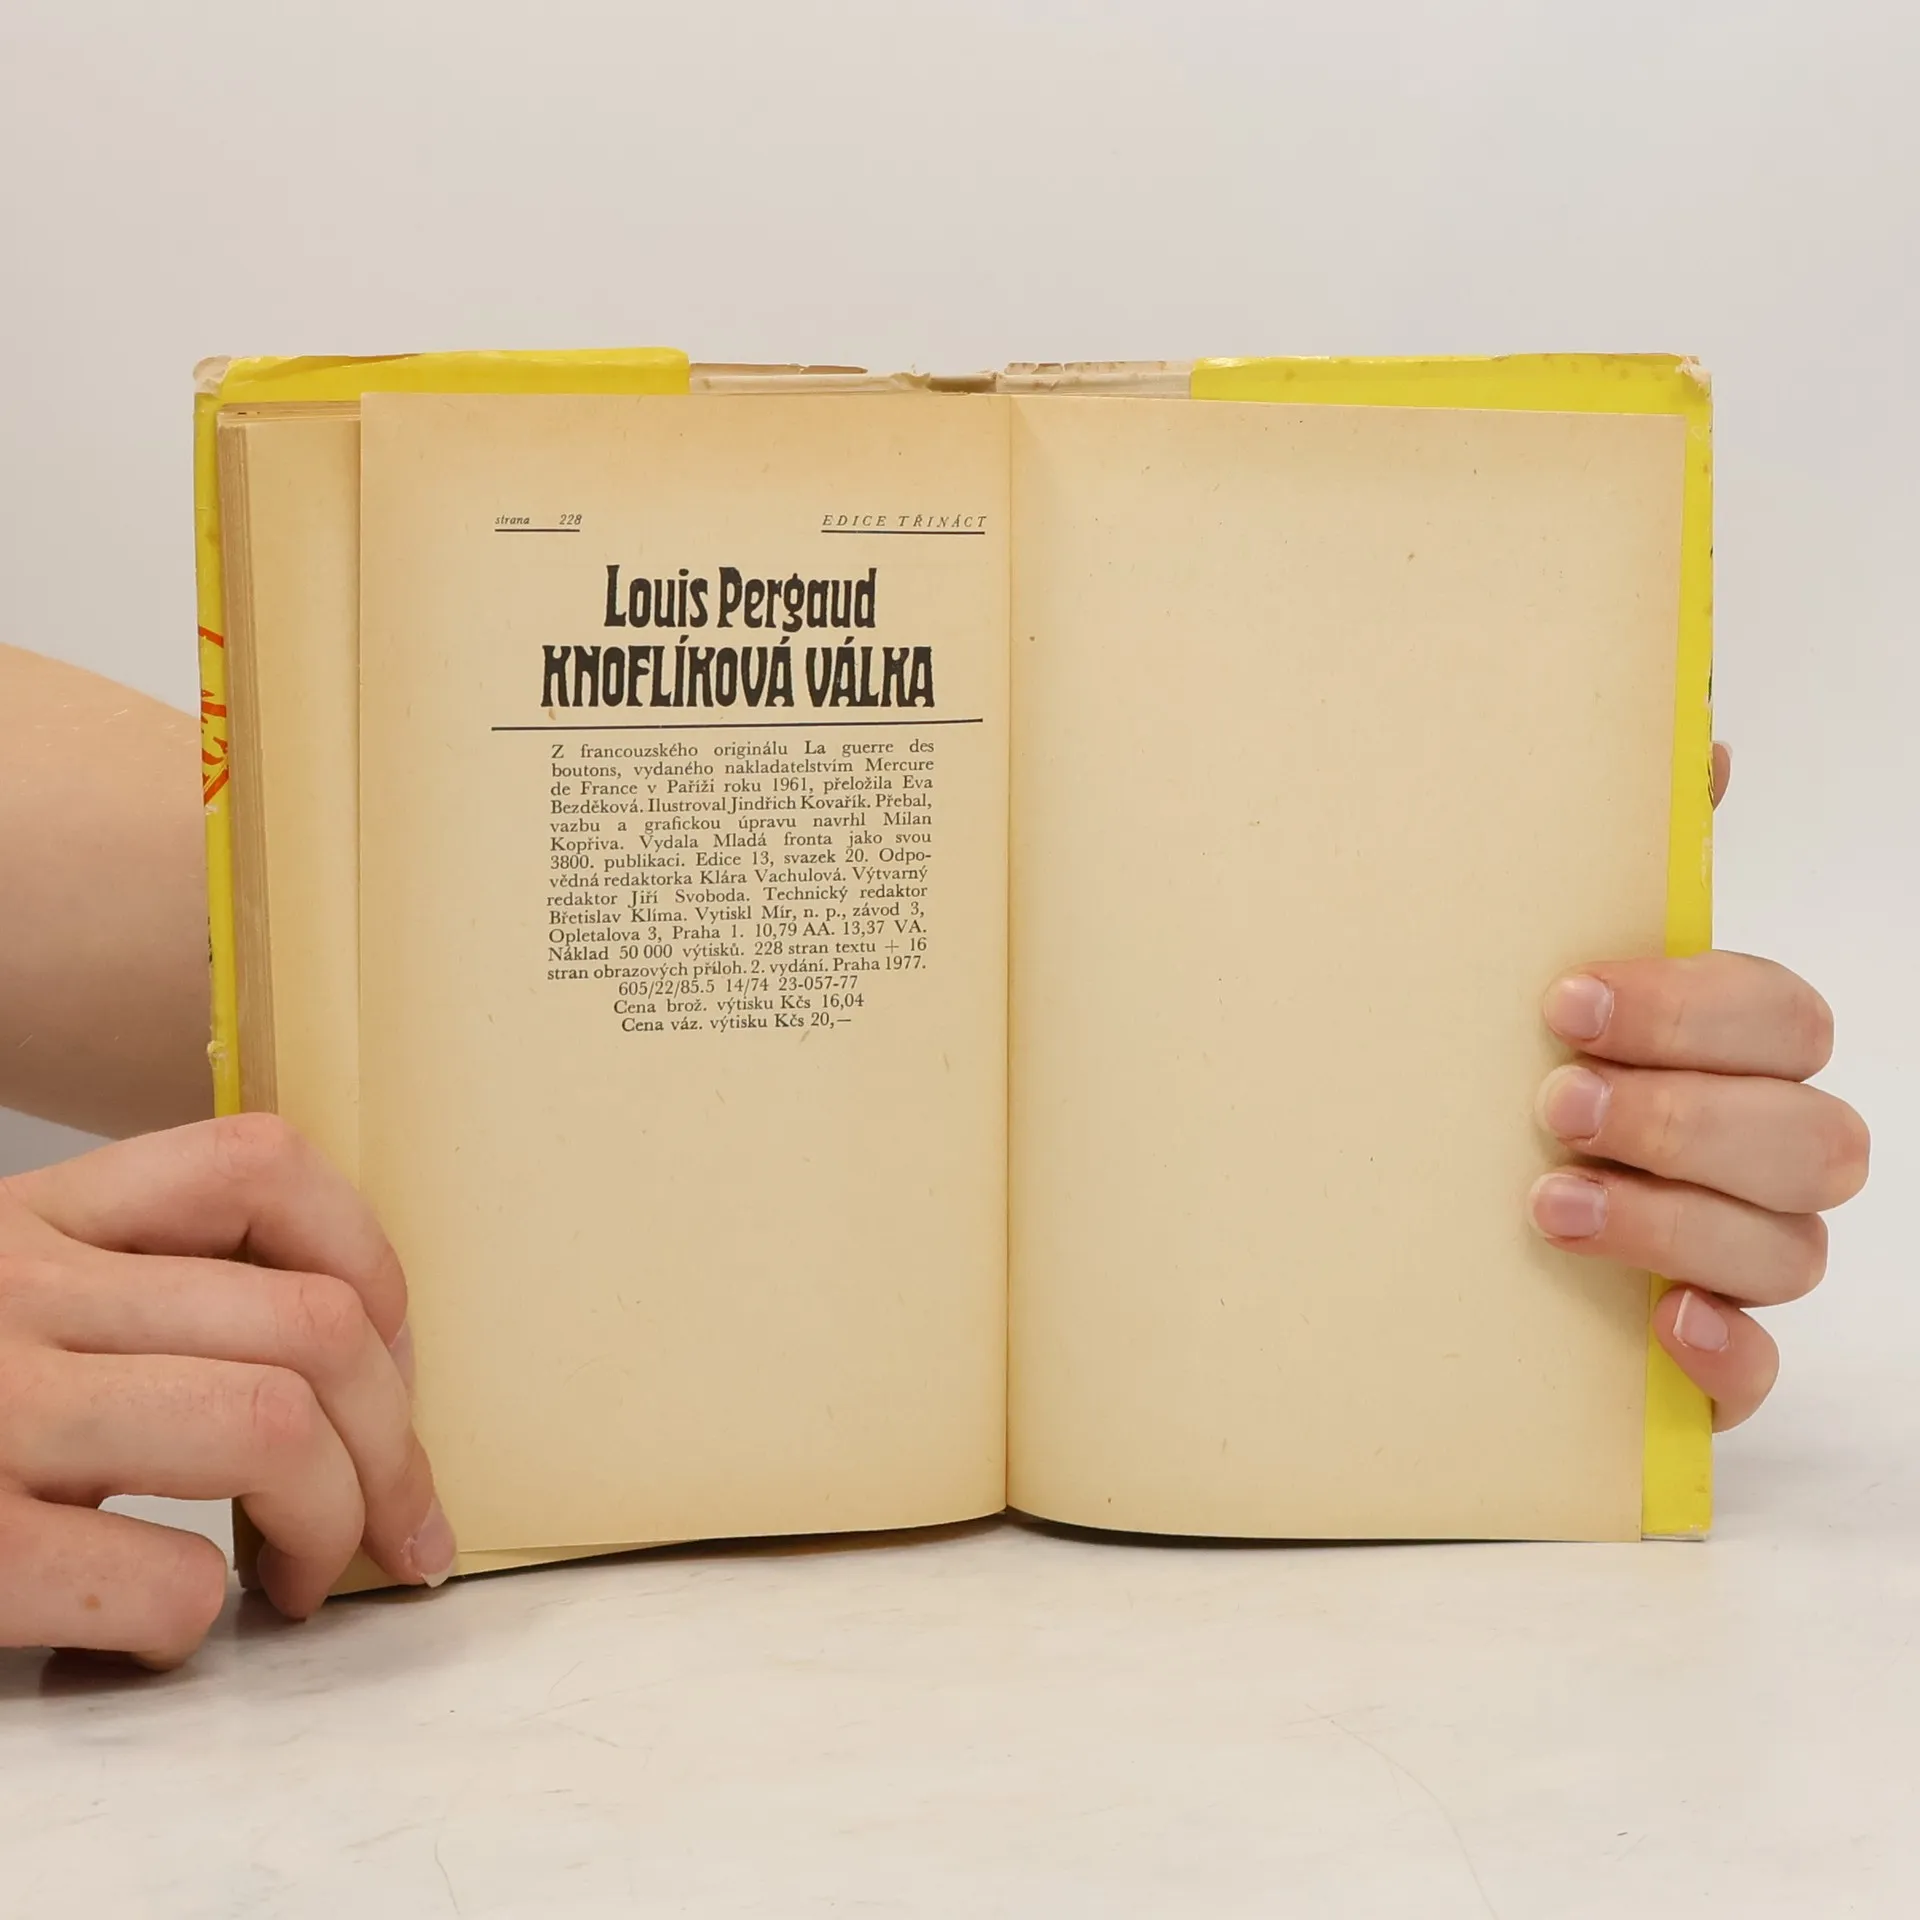 strana 228
EDICE TŘINÁCT
Louis Pergaud
KNOFLÍKOVÁ VÁLKA
Z francouzského originálu La guerre des
boutons, vydaného nakladatelstvím Mercure
de France v Paříži roku 1961, přeložila Eva
Bezděková. Ilustroval Jindřich Kovařík. Přebal,
vazbu a grafickou úpravu navrhl Milan
Kopřiva. Vydala Mladá fronta jako svou
3800. publikaci. Edice 13, svazek 20. Odpo-
vědná redaktorka Klára Vachulová. Výtvarný
redaktor Jiří Svoboda. Technický redaktor
Břetislav Klíma. Vytiskl Mír, n. p., závod 3,
Opletalova 3, Praha 1. 10,79 AA. 13,37 VA.
Náklad 50 000 výtisků. 228 stran textu + 16
stran obrazových příloh. 2. vydání. Praha 1977.
605/22/85.5 14/74 23-057-77
Cena brož. výtisku Kčs 16,04
Cena váz. výtisku Kčs 20,—